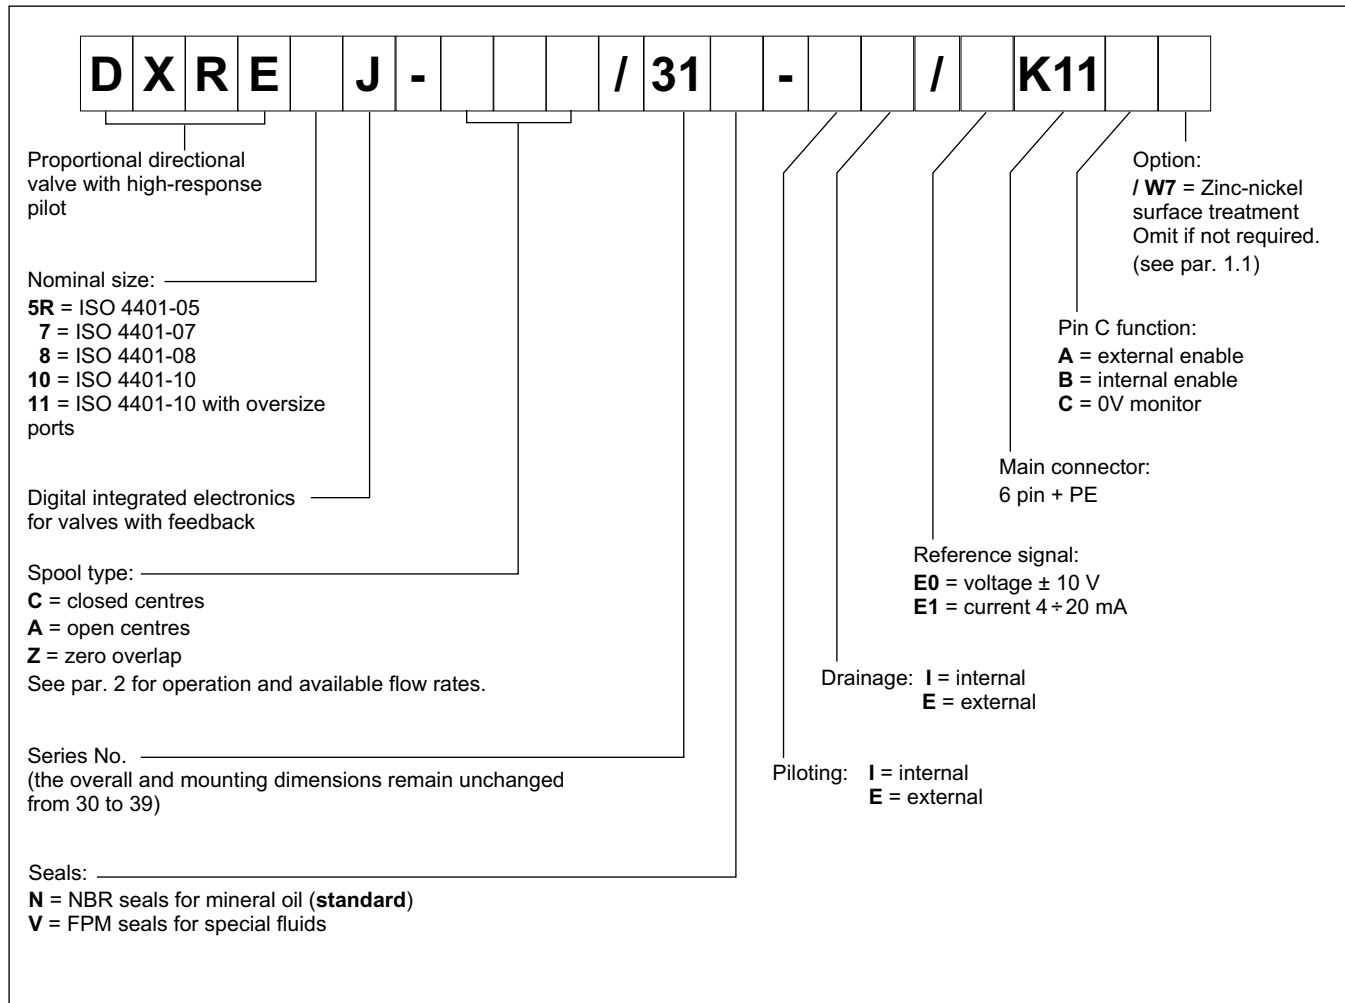 DXRE J - / 31 - / K11
Proportional directional
valve with high-response
pilot
Nominal size:
5R = ISO 4401-05
7 = ISO 4401-07
8 = ISO 4401-08
10 = ISO 4401-10
11 = ISO 4401-10 with oversize
ports
Digital integrated electronics
for valves with feedback
Spool type:
C = closed centres
A = open centres
Z = zero overlap
See par. 2 for operation and available flow rates.
Series No.
(the overall and mounting dimensions remain unchanged
from 30 to 39)
Seals:
N = NBR seals for mineral oil (standard)
V = FPM seals for special fluids
Option:
/ W7 = Zinc-nickel
surface treatment
Omit if not required.
(see par. 1.1)
Pin C function:
A = external enable
B = internal enable
C = 0V monitor
Main connector:
6 pin + PE
Reference signal:
E0 = voltage ± 10 V
E1 = current 4÷20 mA
Drainage: I = internal
E = external
Piloting: I = internal
E = external